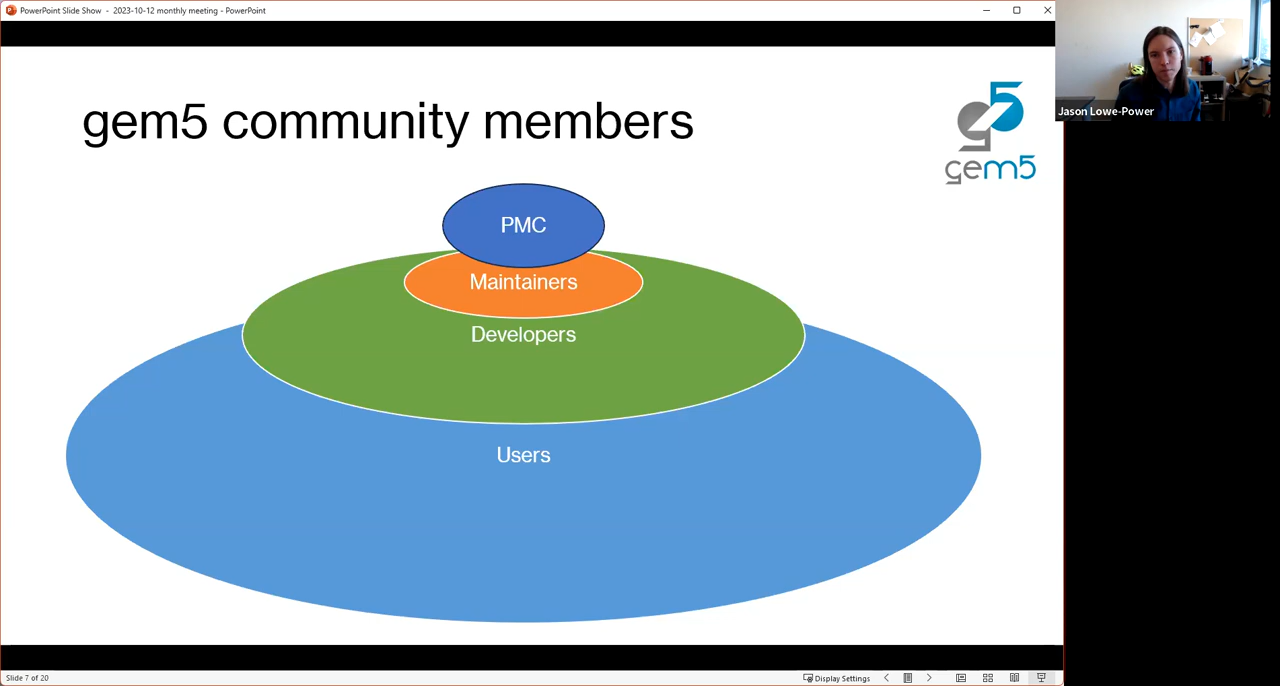 PowerPoint Slide Show - 2023-10-12 monthly meeting - PowerPoint
gem5 community members
gem5
Jason Lowe-Power
PMC
Maintainers
Developers
Users
Slide 7 of 20
Display Settings